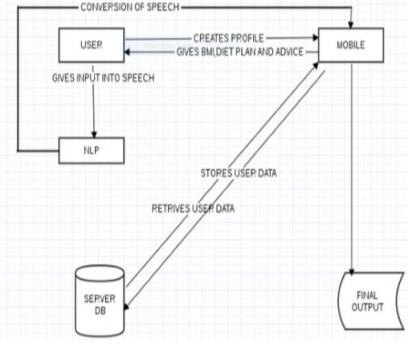 CONVERSION OF SPEECH
USER
CREATES PROFILE
MOBILE
GIVES BMI,DIET PLAN AND ADVICE
GIVES INPUT INTO SPEECH
NLP
STORES USER DATA
RETRIVES USER DATA
SERVER
DB
FINAL
OUTPUT